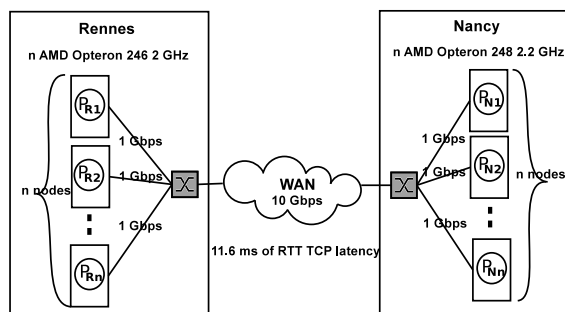 Rennes
n AMD Opteron 246 2 GHz
PR1
1 Gbps
PR2
1 Gbps
n nodes
1 Gbps
PRn
WAN
10 Gbps
11.6 ms of RTT TCP latency
Nancy
n AMD Opteron 248 2.2 GHz
PN1
1 Gbps
PN2
1 Gbps
n nodes
1 Gbps
PNn